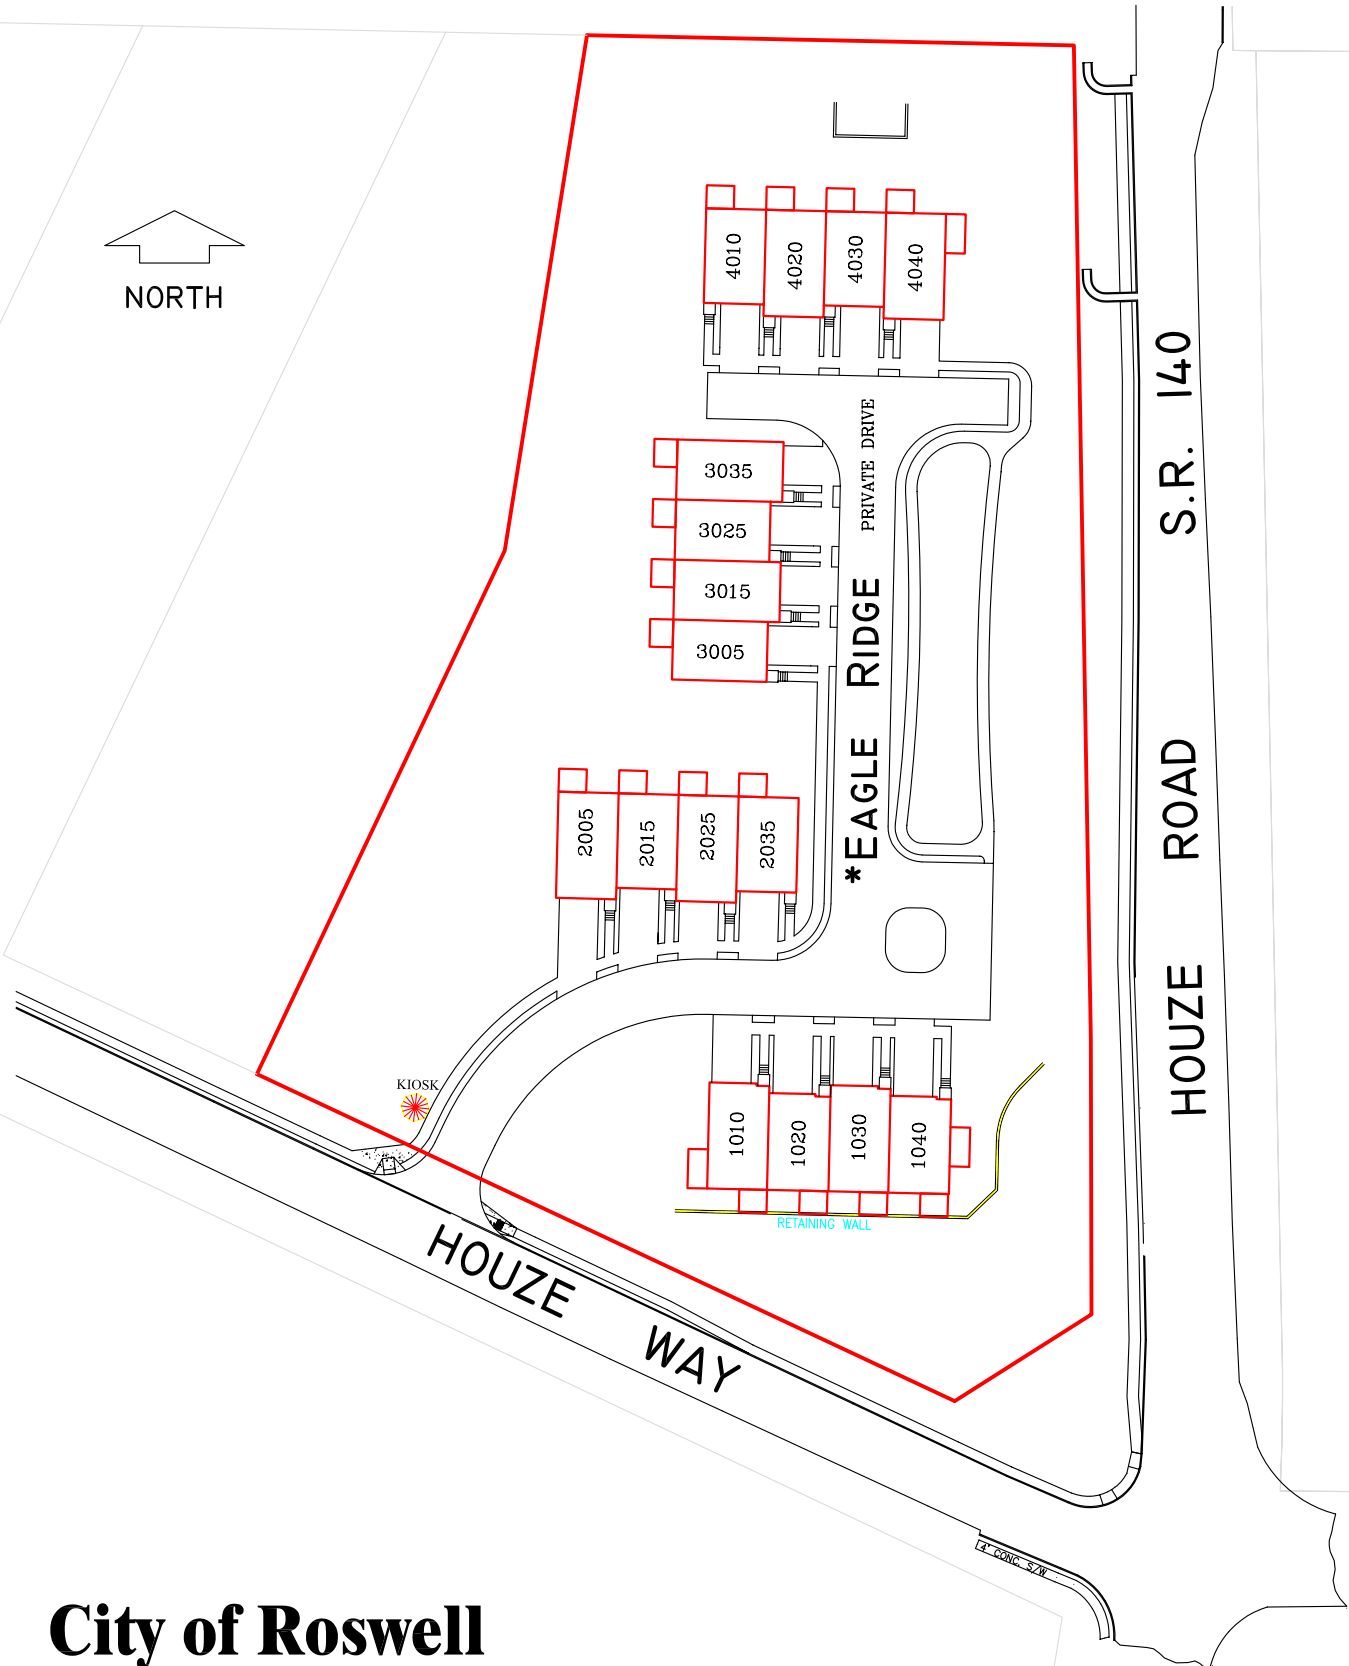 NORTH
4010
4020
4030
4040
S.R. 140
PRIVATE DRIVE
3035
3025
3015
3005
*EAGLE RIDGE
HOUZE ROAD
2005
2015
2025
2035
KIOSK
1010
1020
1030
1040
RETAINING WALL
HOUZE WAY
4' CONC. S/W
City of Roswell